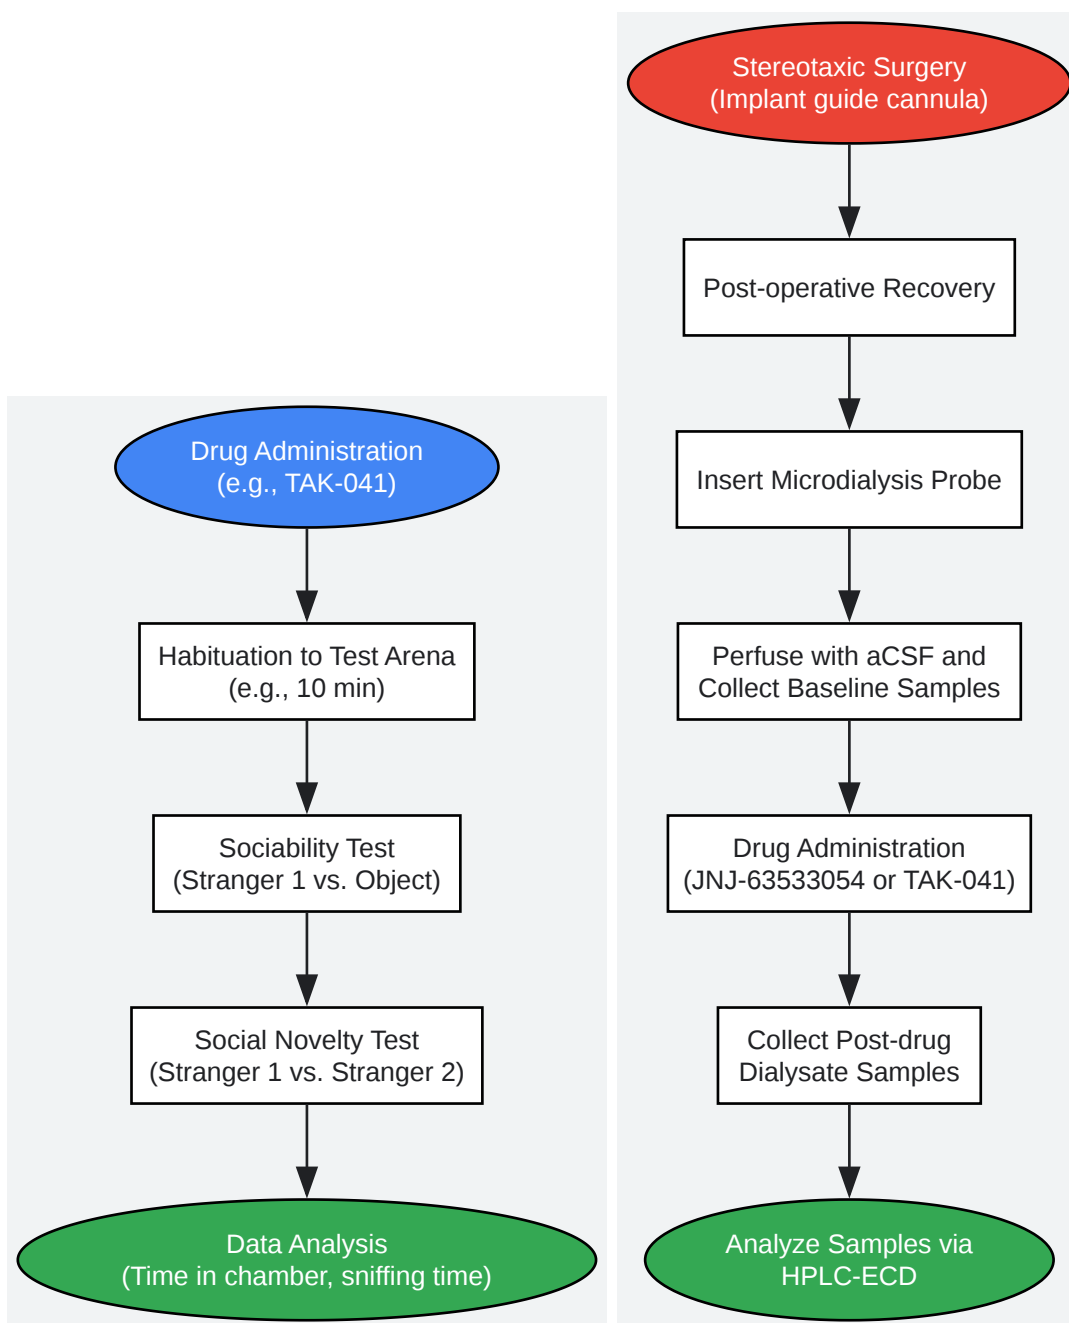 Drug Administration
(e.g., TAK-041)
Habituation to Test Arena
(e.g., 10 min)
Sociability Test
(Stranger 1 vs. Object)
Social Novelty Test
(Stranger 1 vs. Stranger 2)
Data Analysis
(Time in chamber, sniffing time)
Stereotaxic Surgery
(Implant guide cannula)
Post-operative Recovery
Insert Microdialysis Probe
Perfuse with aCSF and
Collect Baseline Samples
Drug Administration
(JNJ-63533054 or TAK-041)
Collect Post-drug
Dialysate Samples
Analyze Samples via
HPLC-ECD